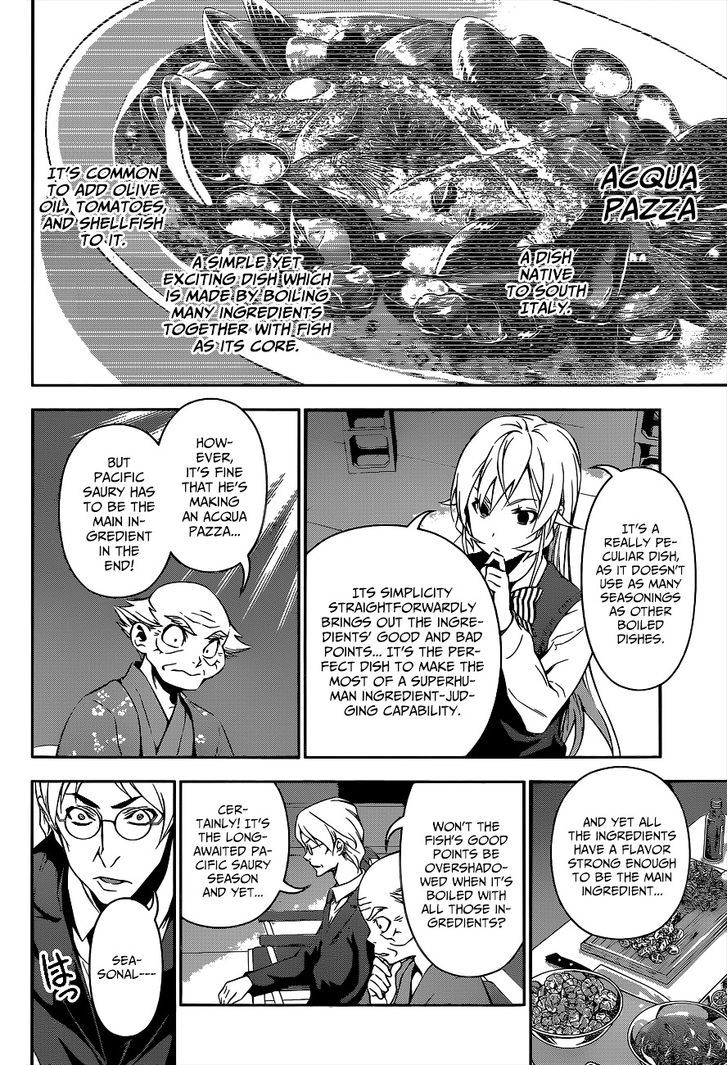 ACQUA
PAZZA
A DISH
NATIVE
TO SOUTH
ITALY.
A SIMPLE YET
EXCITING DISH WHICH
IS MADE BY BOILING
MANY INGREDIENTS
TOGETHER WITH FISH
AS ITS CORE.
IT'S COMMON
TO ADD OLIVE
OIL, TOMATOES,
AND SHELLFISH
TO IT.
IT'S A
REALLY PE-
CULIAR DISH,
AS IT DOESN'T
USE AS MANY
SEASONINGS
AS OTHER
BOILED
DISHES.
ITS SIMPLICITY
STRAIGHTFORWARDLY
BRINGS OUT THE INGRE-
DIENTS' GOOD AND BAD
POINTS... IT'S THE PER-
FECT DISH TO MAKE THE
MOST OF A SUPERHU-
MAN INGREDIENT-JUD-
GING CAPABILITY.
HOW-
EVER,
IT'S FINE
THAT HE'S
MAKING
AN ACQUA
PAZZA...
BUT
PACIFIC
SAURY HAS
TO BE THE
MAIN IN-
GREDIENT
IN THE
END!
AND YET ALL
THE INGREDIENTS
HAVE A FLAVOR
STRONG ENOUGH
TO BE THE MAIN
INGREDIENT...
WON'T THE
FISH'S GOOD
POINTS BE
OVERSHADO-
WED WHEN IT'S
BOILED WITH
ALL THOSE IN-
GREDIENTS?
CER-
TAINLY! IT'S
THE LONG-
AWAITED PA-
CIFIC SAURY
SEASON AND
YET...
SEA-
SONAL---
はっ